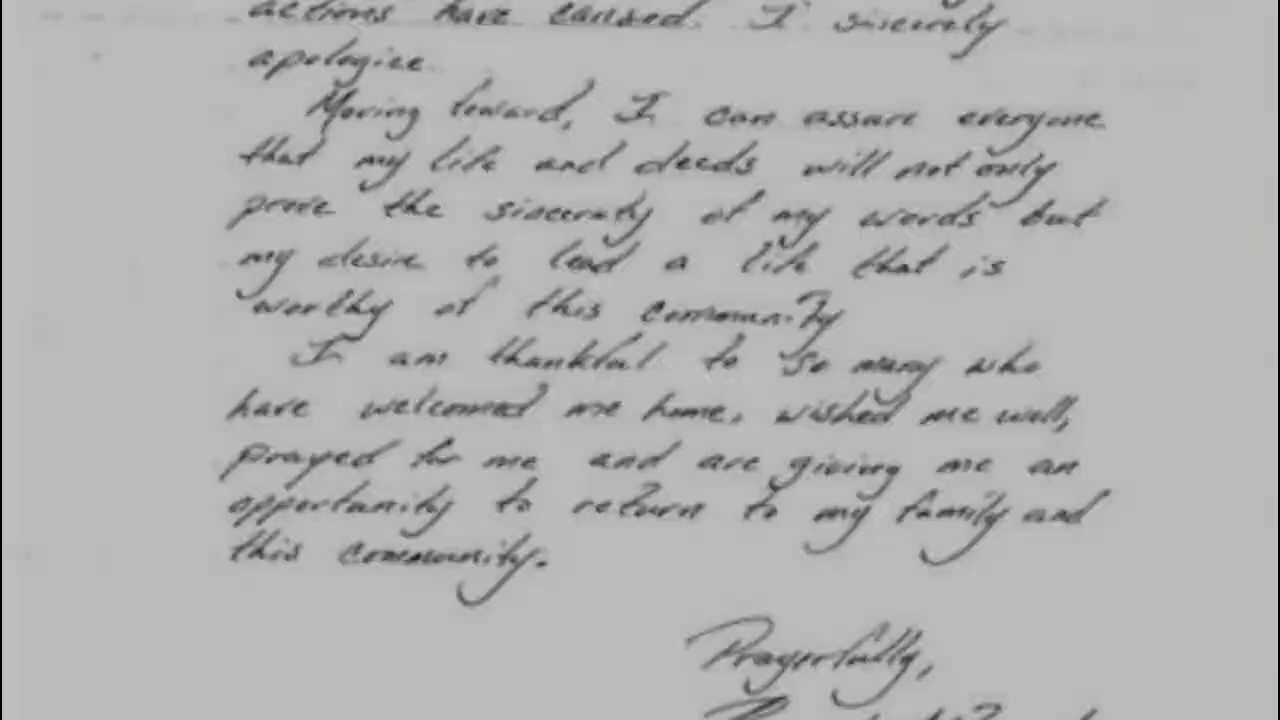 actions have caused. I sincerely
apologize.
Moving foward, I can assure everyone
that my life and deeds will not only
prove the sincerity of my words but
my desire to lead a life that is
worthy of this community
I am thankful to so many who
have welcomed me home, wished me well,
prayed for me and are giving me an
opportunity to return to my family and
this community.
Prayerfully,